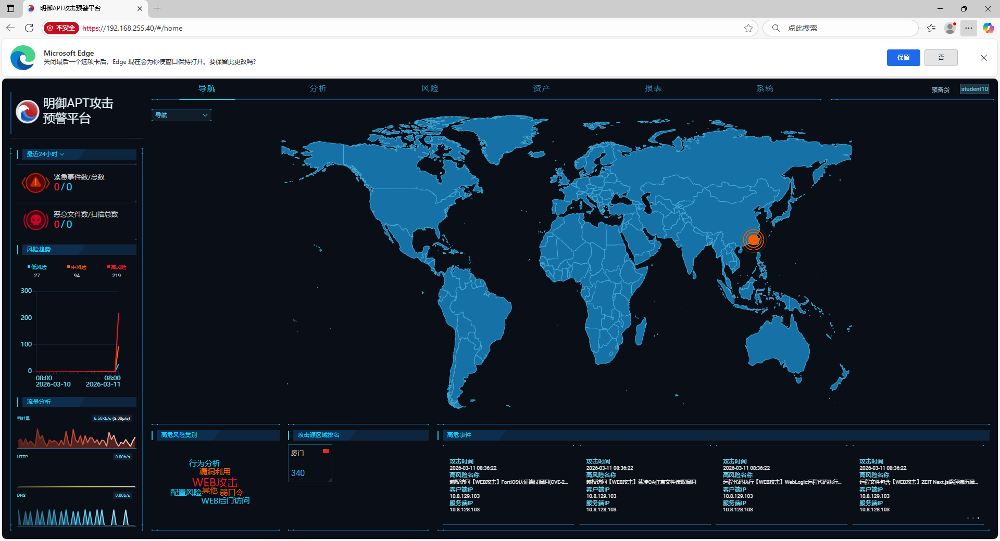 明御APT攻击预警平台
不安全 https://192.168.255.40/#/home
点此搜索
Microsoft Edge
关闭最后一个选项卡后，Edge 现在会为你使窗口保持打开。要保留此更改吗?
保留
否
明御APT攻击
预警平台
导航 分析 风险 资产 报表 系统
预备货 student10
导航
最近24小时
紧急事件数/总数
0/0
恶意文件数/扫描总数
0/0
风险趋势
低风险 中风险 高风险
27 94 219
300
200
100
0
08:00 08:00
2026-03-10 2026-03-11
流量分析
吞吐量 6.50Kb/s (3.00p/s)
HTTP 0.00b/s
DNS 0.00b/s
高危风险类别
行为分析
漏洞利用
WEB攻击
配置风险 其他 弱口令
WEB后门访问
攻击源区域排名
厦门
340
高危事件
攻击时间
2026-03-11 08:36:22
高风险名称
越权访问【WEB攻击】FortiOS认证绕过漏洞(CVE-2...
客户端IP
10.8.129.103
服务端IP
10.8.128.103
攻击时间
2026-03-11 08:36:22
高风险名称
越权访问【WEB攻击】蓝凌OA任意文件读取漏洞
客户端IP
10.8.129.103
服务端IP
10.8.128.103
攻击时间
2026-03-11 08:36:22
高风险名称
远程代码执行【WEB攻击】WebLogic远程代码执行...
客户端IP
10.8.129.103
服务端IP
10.8.128.103
攻击时间
2026-03-11 08:36:22
高风险名称
远程文件包含【WEB攻击】ZEIT Next.js路径遍历漏...
客户端IP
10.8.129.103
服务端IP
10.8.128.103